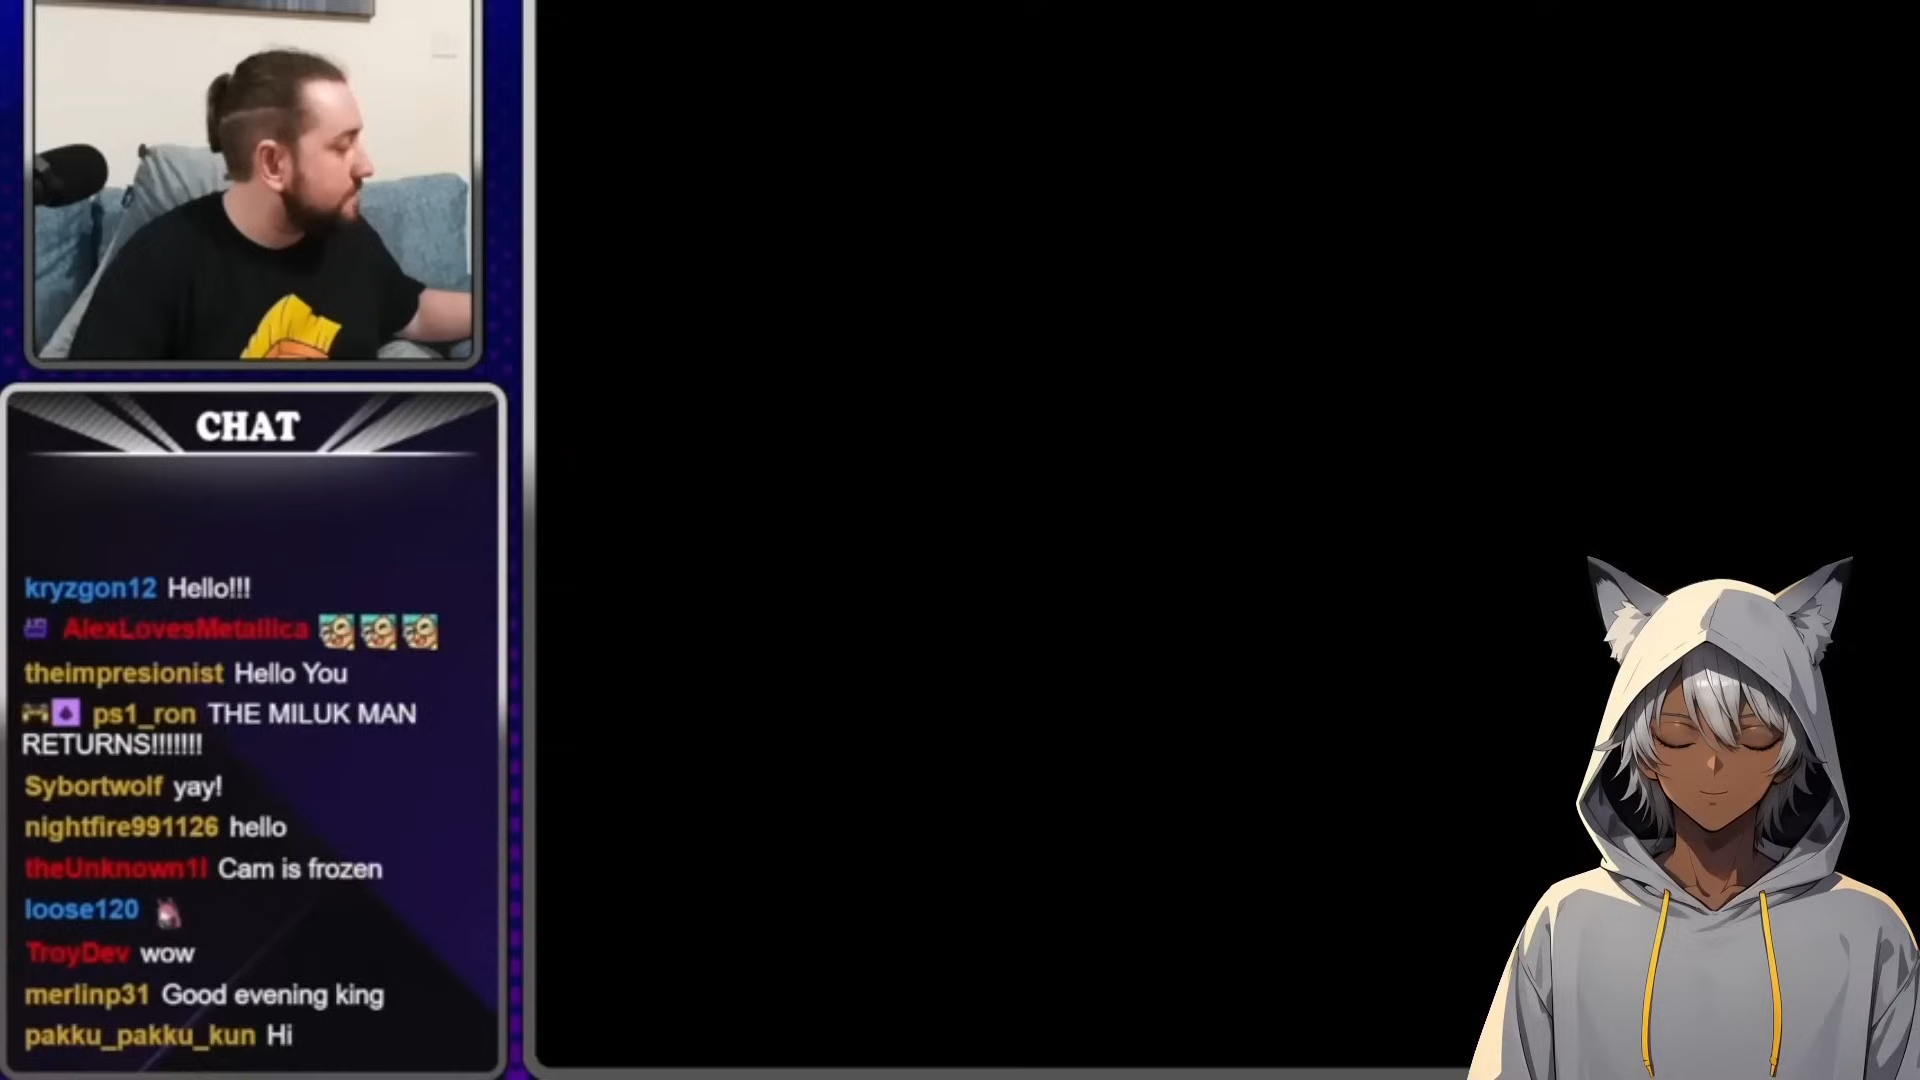 CHAT
kryzgon12 Hello!!!
AlexLovesMetallica
theimpresionist Hello You
ps1_ron THE MILUK MAN
RETURNS!!!!!!!
Sybortwolf yay!
nightfire991126 hello
theUnknown1l Cam is frozen
loose120
TroyDev wow
merlinp31 Good evening king
pakku_pakku_kun Hi